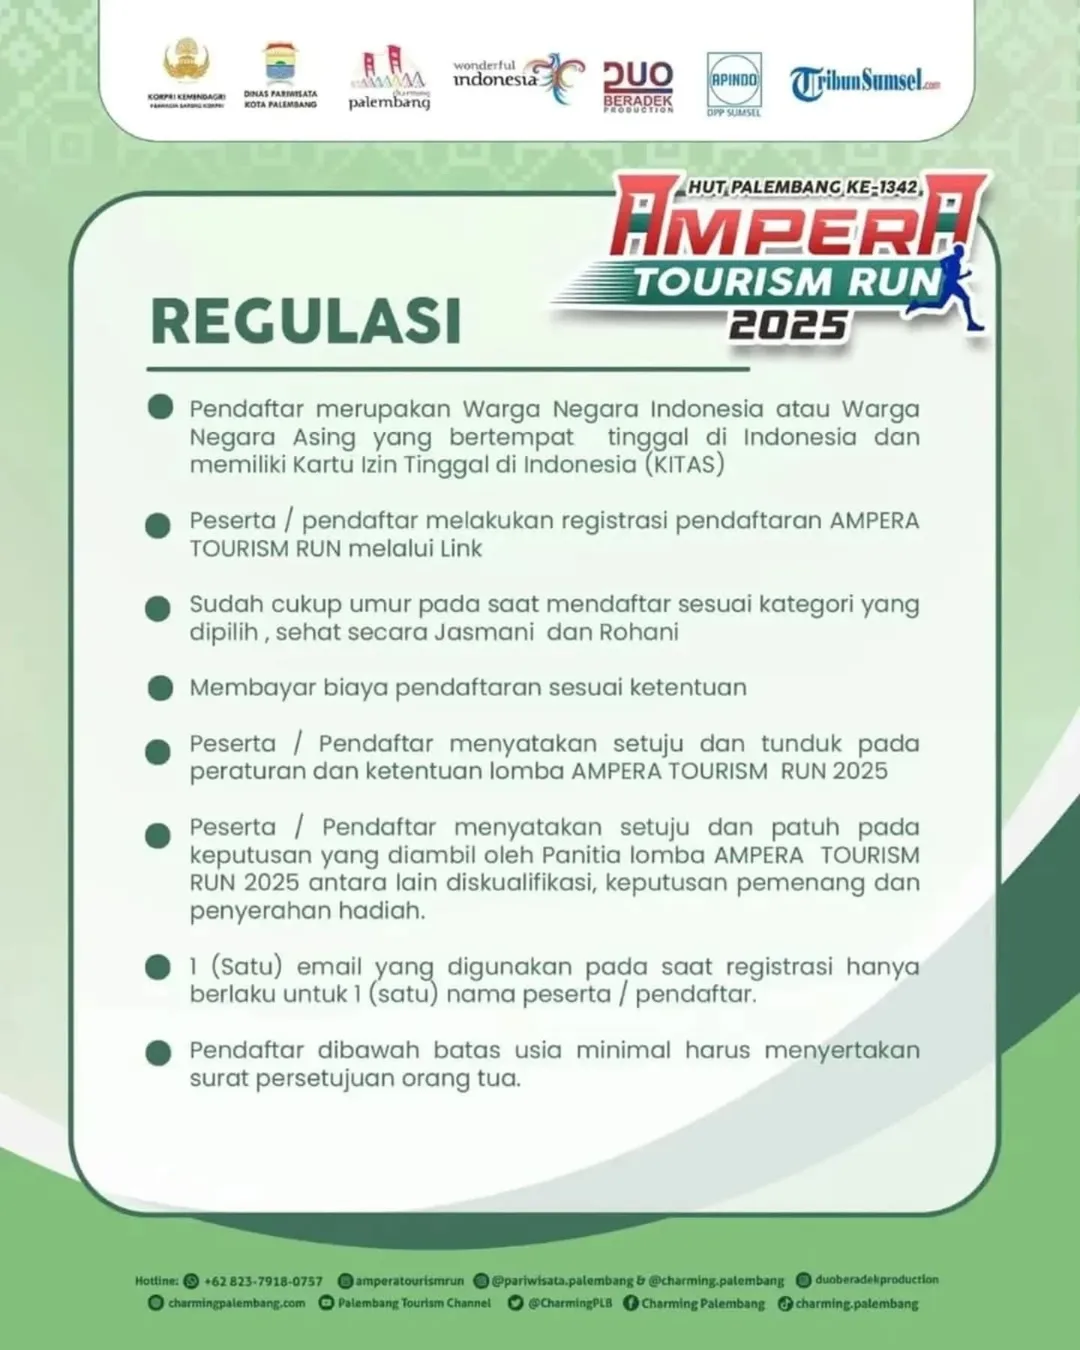 KORPRI KEMENDAGRI
DINAS PARIWISATA
KOTA PALEMBANG
charming
palembang
wonderful
indonesia
DUO
BERADEK
PRODUCTION
APINDO
DPP SUMSEL
TribunSumsel.com
HUT PALEMBANG KE-1342
AMPERA
TOURISM RUN
2025
REGULASI
Pendaftar merupakan Warga Negara Indonesia atau Warga
Negara Asing yang bertempat tinggal di Indonesia dan
memiliki Kartu Izin Tinggal di Indonesia (KITAS)
Peserta / pendaftar melakukan registrasi pendaftaran AMPERA
TOURISM RUN melalui Link
Sudah cukup umur pada saat mendaftar sesuai kategori yang
dipilih , sehat secara Jasmani dan Rohani
Membayar biaya pendaftaran sesuai ketentuan
Peserta / Pendaftar menyatakan setuju dan tunduk pada
peraturan dan ketentuan lomba AMPERA TOURISM RUN 2025
Peserta / Pendaftar menyatakan setuju dan patuh pada
keputusan yang diambil oleh Panitia lomba AMPERA TOURISM
RUN 2025 antara lain diskualifikasi, keputusan pemenang dan
penyerahan hadiah.
1 (Satu) email yang digunakan pada saat registrasi hanya
berlaku untuk 1 (satu) nama peserta / pendaftar.
Pendaftar dibawah batas usia minimal harus menyertakan
surat persetujuan orang tua.
Hotline: +62 823-7918-0757 amperatourismrun @pariwisata.palembang & @charming.palembang duoberadekproduction
charmingpalembang.com Palembang Tourism Channel @CharmingPLB Charming Palembang charming.palembang